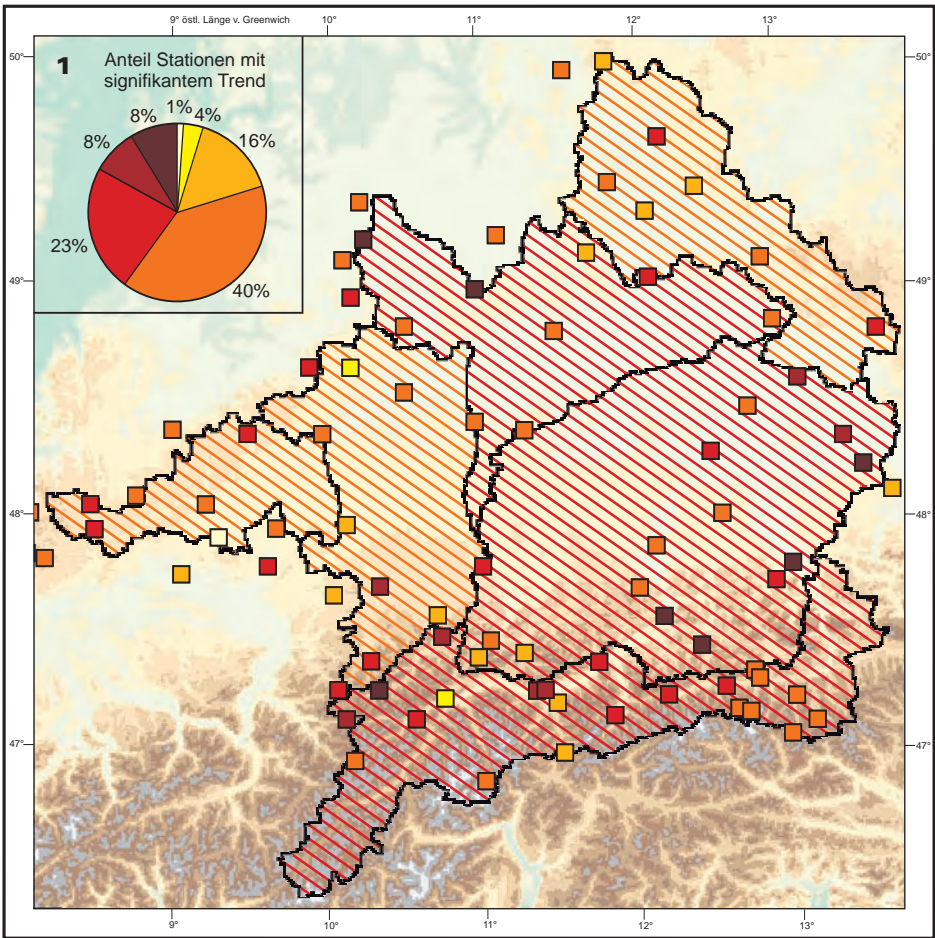 9° östl. Länge v. Greenwich 10° 11° 12° 13°
50° 50°
1 Anteil Stationen mit
signifikantem Trend
1%
4%
8%
8%
16%
23%
40%
49° 49°
48° 48°
47° 47°
9° 10° 11° 12° 13°